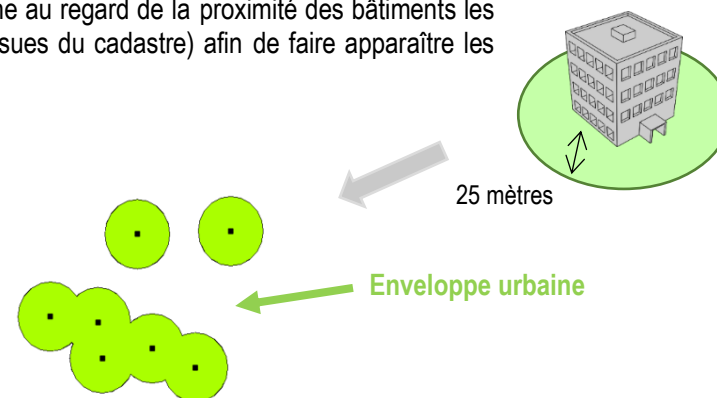 ne au regard de la proximité des bâtiments les
sues du cadastre) afin de faire apparaître les
25 mètres
Enveloppe urbaine